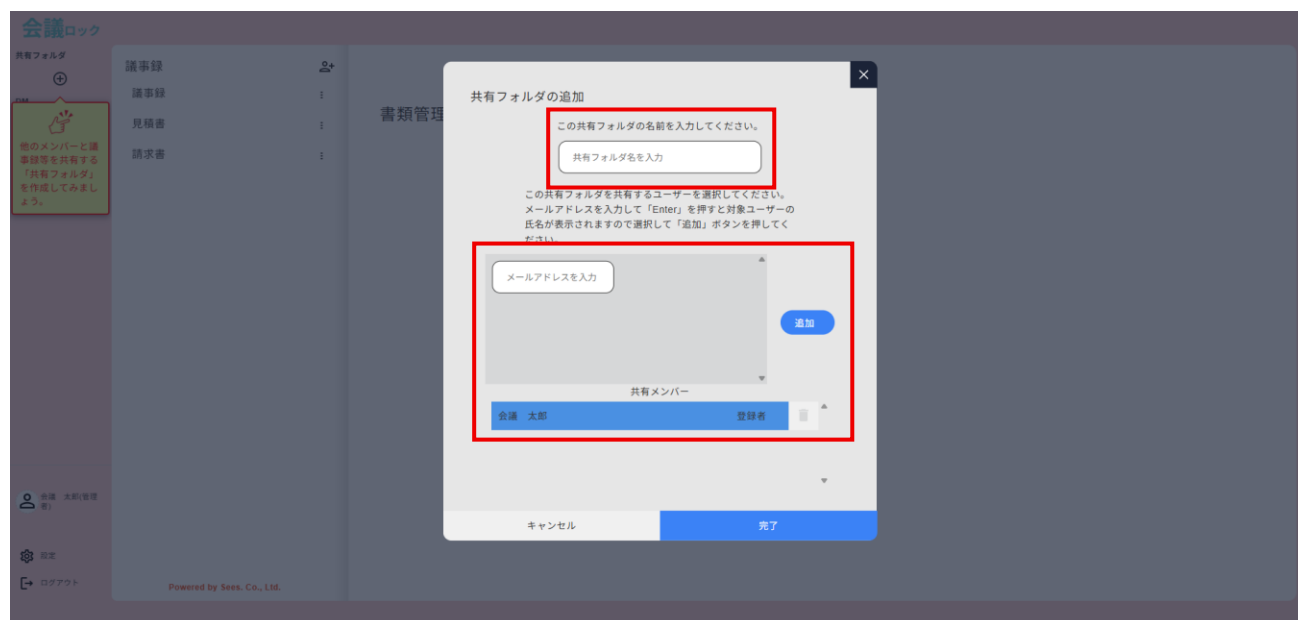 会議ロック
共有フォルダ
DM
他のメンバーと議
事録等を共有する
「共有フォルダ」
を作成してみまし
ょう。
会議 太郎(管理
者)
設定
ログアウト
議事録
議事録
見積書
請求書
Powered by Sees. Co., Ltd.
書類管理
共有フォルダの追加
この共有フォルダの名前を入力してください。
共有フォルダ名を入力
この共有フォルダを共有するユーザーを選択してください。
メールアドレスを入力して「Enter」を押すと対象ユーザーの
氏名が表示されますので選択して「追加」ボタンを押してく
ださい。
メールアドレスを入力
追加
共有メンバー
会議 太郎 登録者
キャンセル 完了